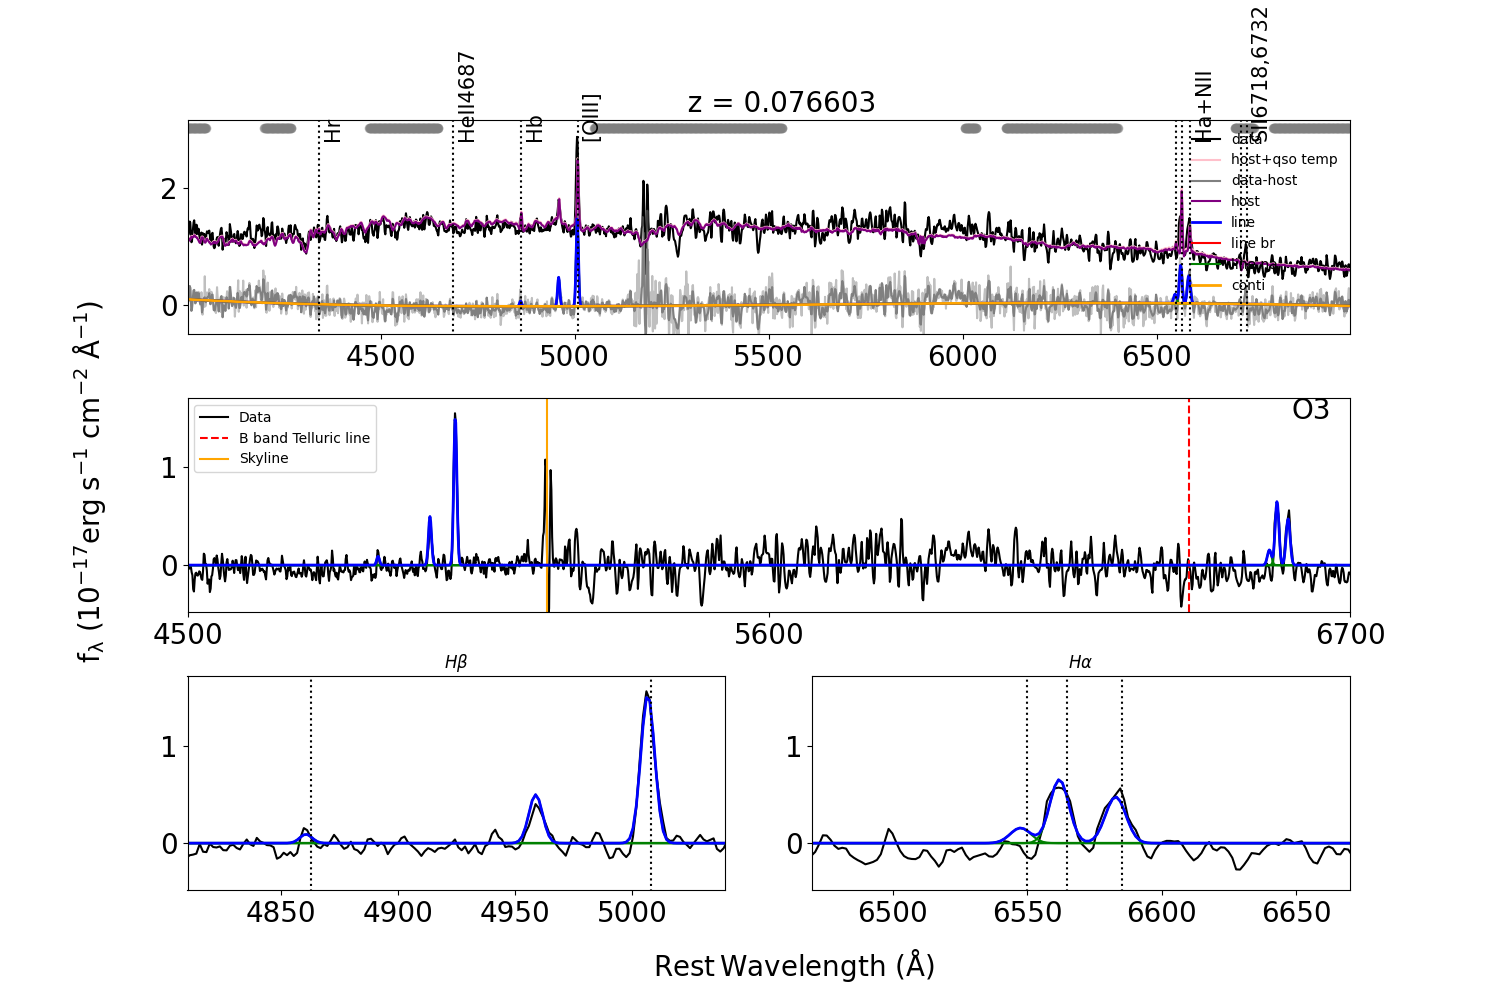 z = 0.076603
Hr
HeII4687
Hb
[OIII]
Ha+NII
SII6718,6732
data
host+qso temp
data-host
host
line
line br
conti
2
0
4500 5000 5500 6000 6500
fλ (10⁻¹⁷erg s⁻¹ cm⁻² Å⁻¹)
O3
Data
B band Telluric line
Skyline
1
0
4500 5600 6700
Hβ
1
0
4850 4900 4950 5000
Hα
1
0
6500 6550 6600 6650
Rest Wavelength (Å)